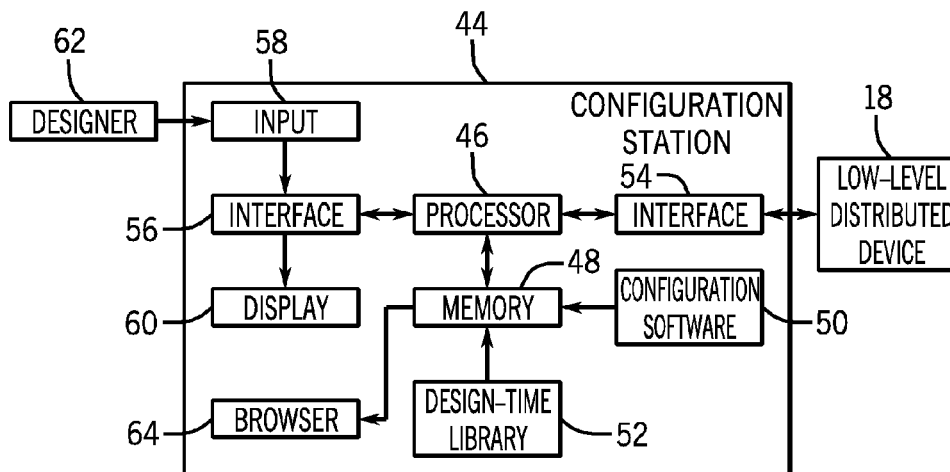 62
58
44
DESIGNER
INPUT
CONFIGURATION
STATION
18
46
54
LOW-LEVEL
DISTRIBUTED
DEVICE
56
INTERFACE
PROCESSOR
INTERFACE
48
60
DISPLAY
MEMORY
CONFIGURATION
SOFTWARE
50
64
BROWSER
DESIGN-TIME
LIBRARY
52